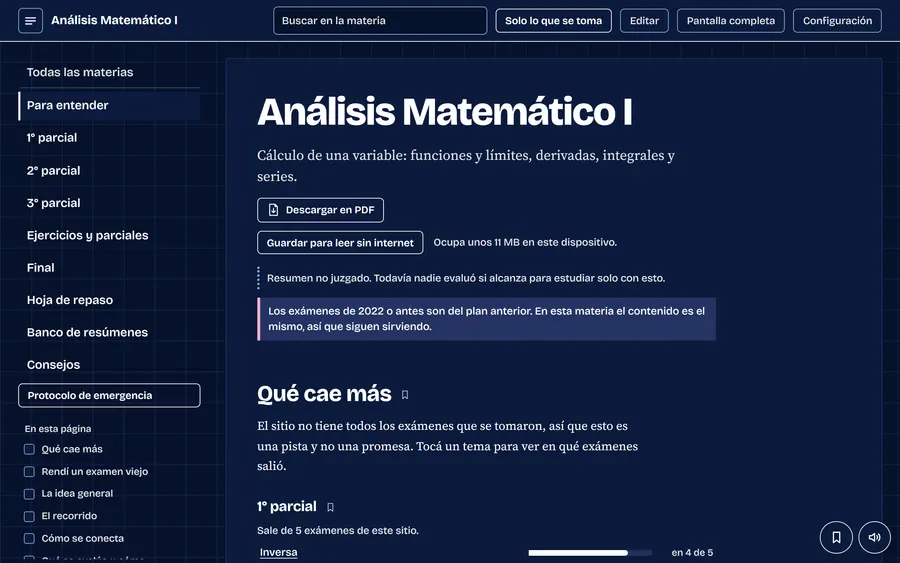 Análisis Matemático I
Buscar en la materia
Solo lo que se toma
Editar
Pantalla completa
Configuración
Todas las materias
Para entender
1° parcial
2° parcial
3° parcial
Ejercicios y parciales
Final
Hoja de repaso
Banco de resúmenes
Consejos
Protocolo de emergencia
En esta página
Qué cae más
Rendí un examen viejo
La idea general
El recorrido
Cómo se conecta
Análisis Matemático I
Cálculo de una variable: funciones y límites, derivadas, integrales y
series.
Descargar en PDF
Guardar para leer sin internet
Ocupa unos 11 MB en este dispositivo.
Resumen no juzgado. Todavía nadie evaluó si alcanza para estudiar solo con esto.
Los exámenes de 2022 o antes son del plan anterior. En esta materia el contenido es el
mismo, así que siguen sirviendo.
Qué cae más
El sitio no tiene todos los exámenes que se tomaron, así que esto es
una pista y no una promesa. Tocá un tema para ver en qué exámenes
salió.
1° parcial
Sale de 5 exámenes de este sitio.
Inversa
en 4 de 5